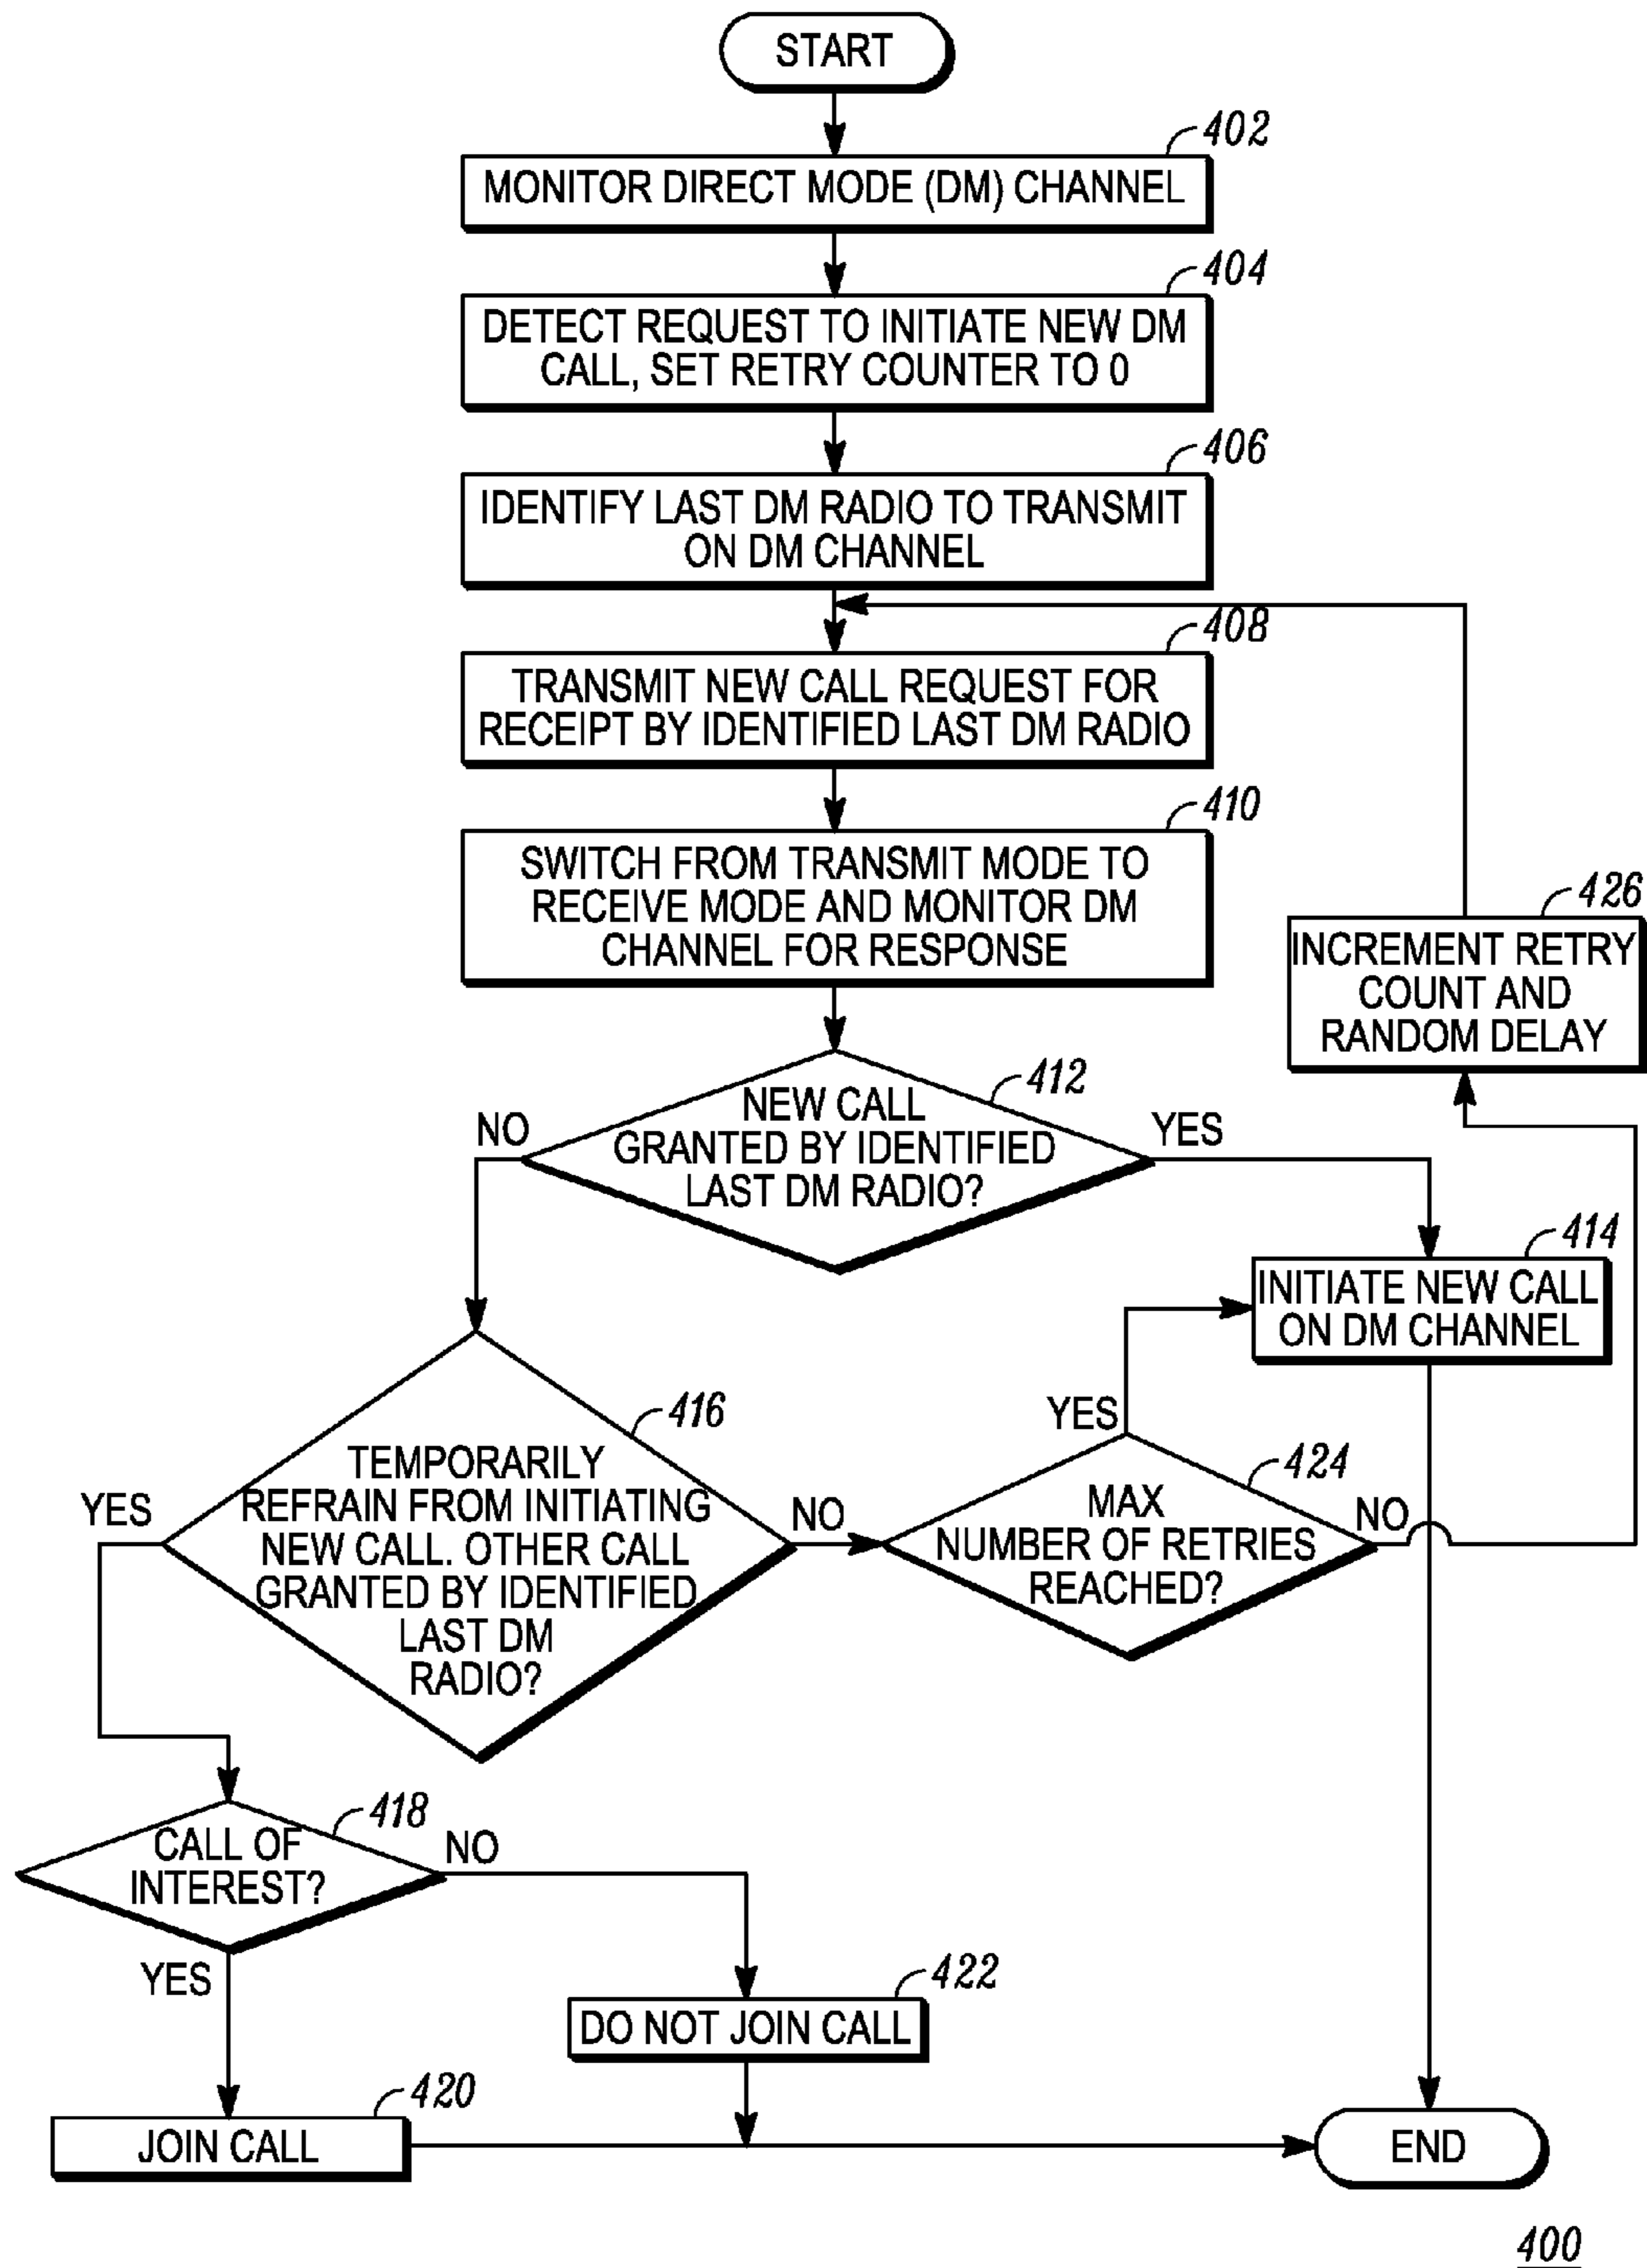 START
402
MONITOR DIRECT MODE (DM) CHANNEL
404
DETECT REQUEST TO INITIATE NEW DM
CALL, SET RETRY COUNTER TO 0
406
IDENTIFY LAST DM RADIO TO TRANSMIT
ON DM CHANNEL
408
TRANSMIT NEW CALL REQUEST FOR
RECEIPT BY IDENTIFIED LAST DM RADIO
410
SWITCH FROM TRANSMIT MODE TO
RECEIVE MODE AND MONITOR DM
CHANNEL FOR RESPONSE
426
INCREMENT RETRY
COUNT AND
RANDOM DELAY
412
NEW CALL
GRANTED BY IDENTIFIED
LAST DM RADIO?
NO
YES
414
INITIATE NEW CALL
ON DM CHANNEL
416
TEMPORARILY
REFRAIN FROM INITIATING
NEW CALL. OTHER CALL
GRANTED BY IDENTIFIED
LAST DM
RADIO?
YES
NO
424
MAX
NUMBER OF RETRIES
REACHED?
YES
NO
418
CALL OF
INTEREST?
NO
YES
422
DO NOT JOIN CALL
420
JOIN CALL
END
400